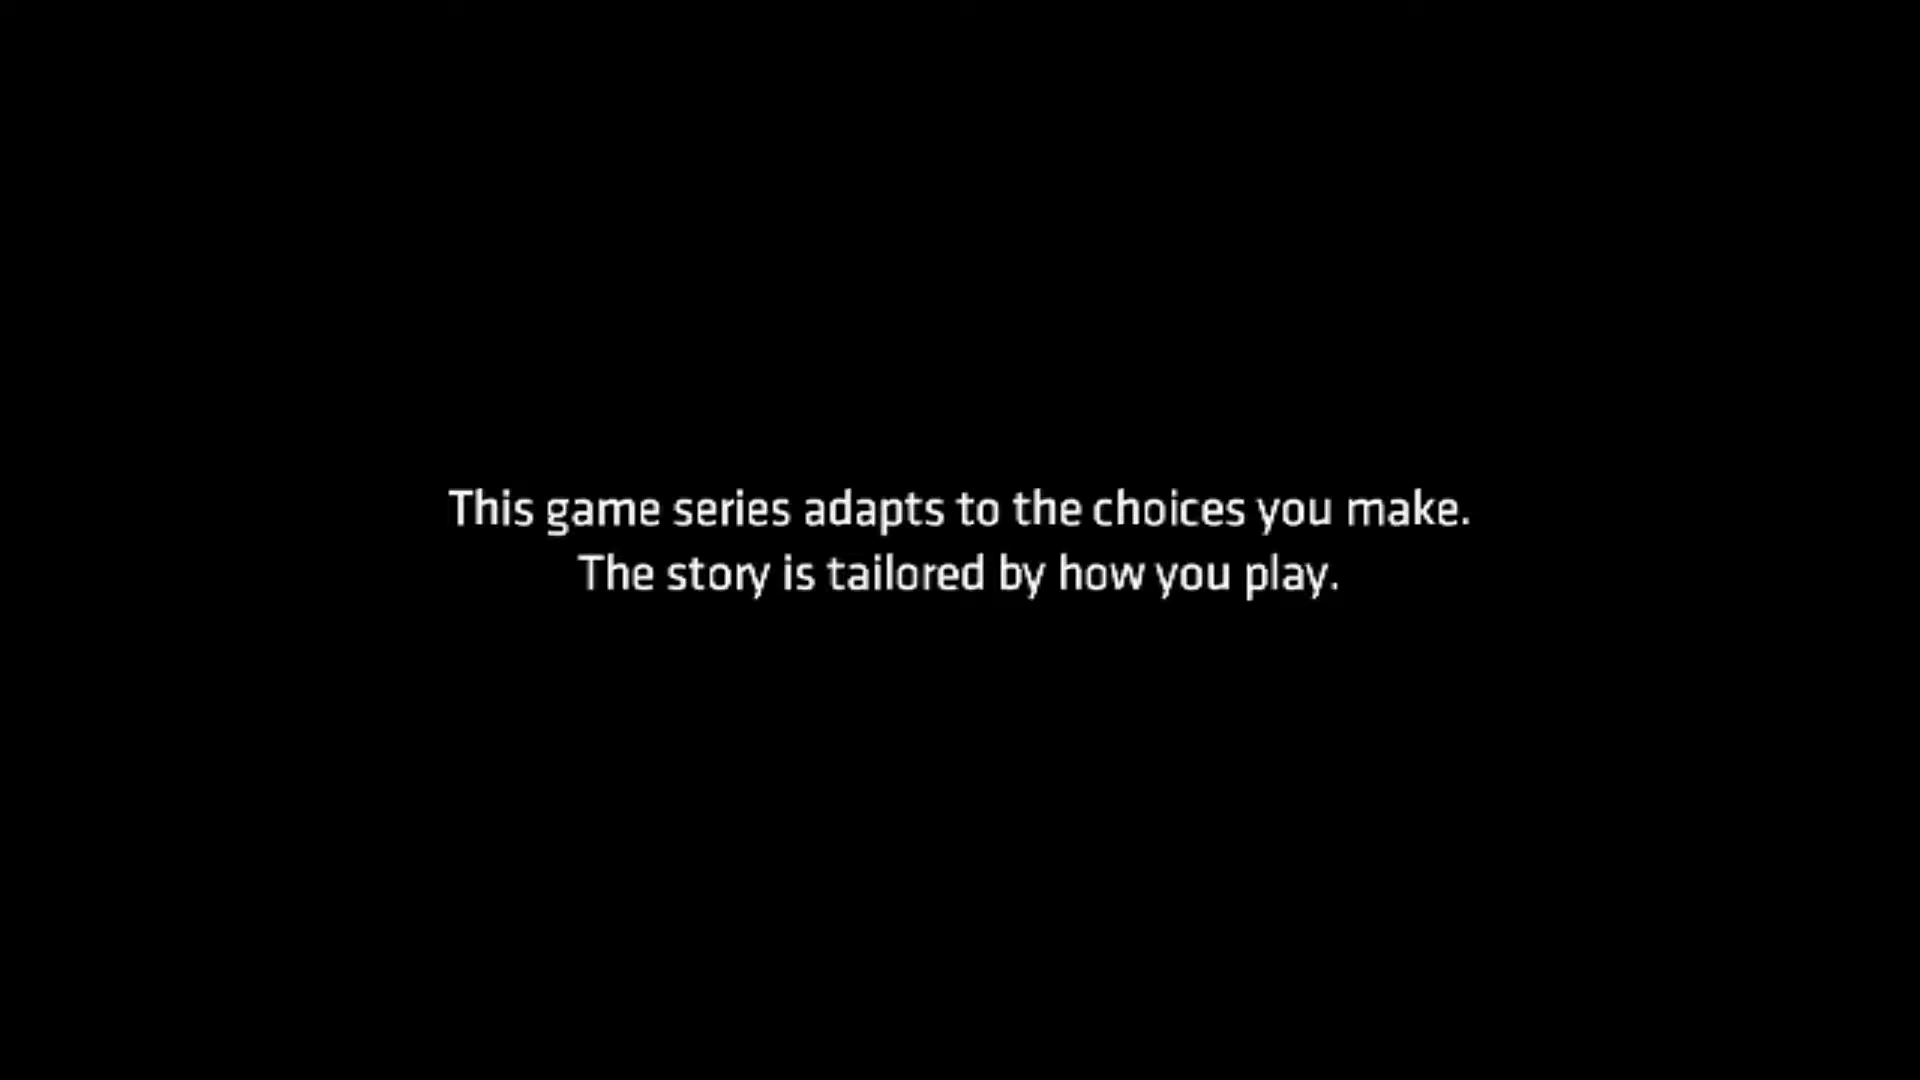 This game series adapts to the choices you make.
The story is tailored by how you play.